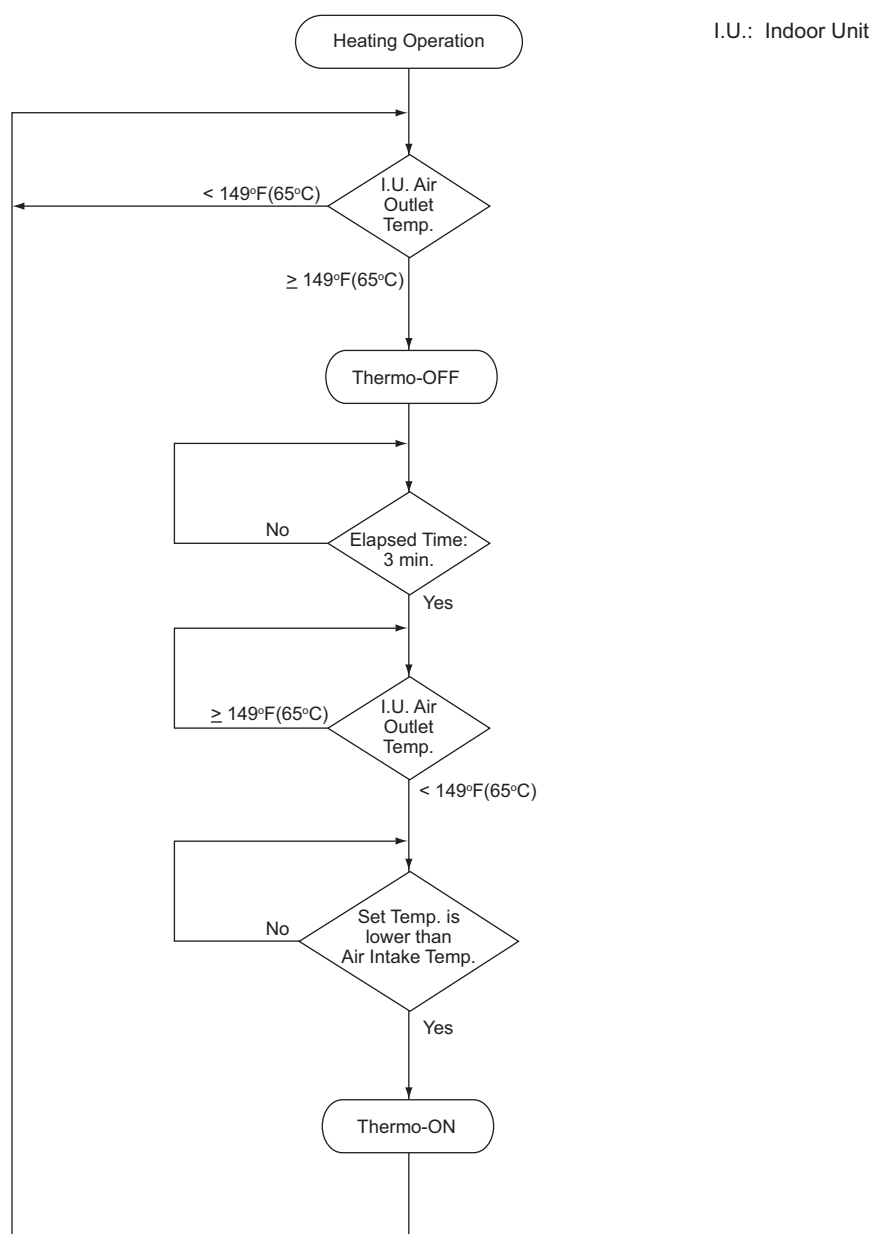 Heating Operation
I.U.: Indoor Unit
< 149°F(65°C)
I.U. Air
Outlet
Temp.
≥ 149°F(65°C)
Thermo-OFF
No
Elapsed Time:
3 min.
Yes
≥ 149°F(65°C)
I.U. Air
Outlet
Temp.
< 149°F(65°C)
No
Set Temp. is
lower than
Air Intake Temp.
Yes
Thermo-ON